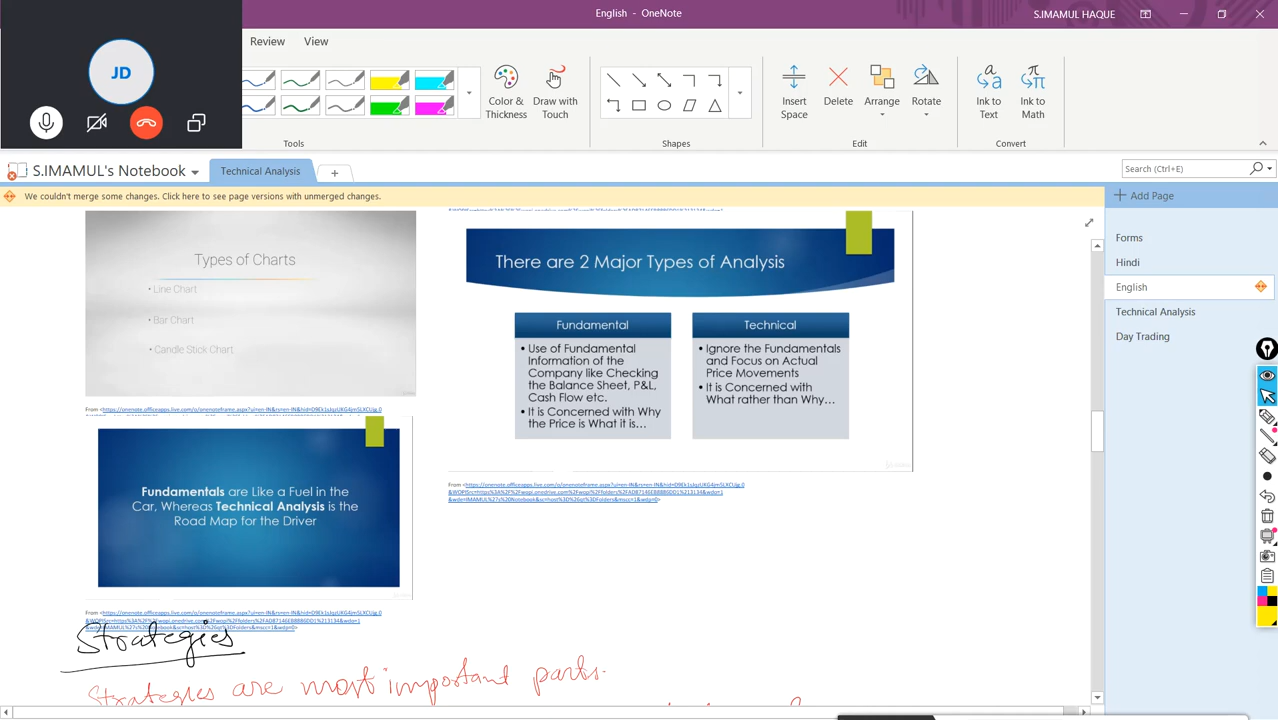 English - OneNote
S.IMAMUL HAQUE
JD
Review
View
Color &
Thickness
Draw with
Touch
Insert
Space
Delete
Arrange
Rotate
Ink to
Text
Ink to
Math
Tools
Shapes
Edit
Convert
S.IMAMUL's Notebook
Technical Analysis
Search (Ctrl+E)
We couldn't merge some changes. Click here to see page versions with unmerged changes.
Add Page
Forms
Hindi
English
Technical Analysis
Day Trading
Types of Charts
• Line Chart
• Bar Chart
• Candle Stick Chart
There are 2 Major Types of Analysis
Fundamental
• Use of Fundamental
Information of the
Company like Checking
the Balance Sheet, P&L,
Cash Flow etc.
• It is Concerned with Why
the Price is What it is...
Technical
• Ignore the Fundamentals
and Focus on Actual
Price Movements
• It is Concerned with
What rather than Why...
Fundamentals are Like a Fuel in the
Car, Whereas Technical Analysis is the
Road Map for the Driver
Strategies
Strategies are most important parts.